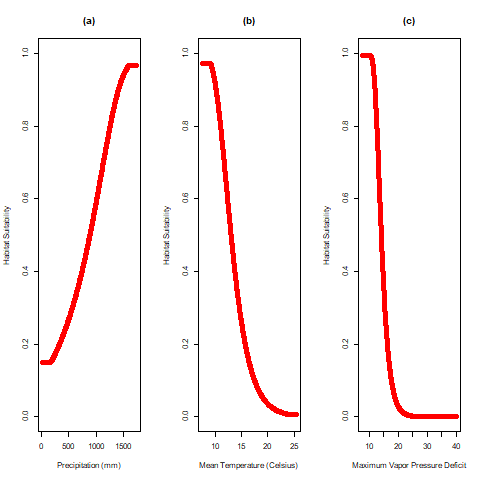 (a)
Habitat Suitability
0.0 0.2 0.4 0.6 0.8 1.0
0 500 1000 1500
Precipitation (mm)
(b)
Habitat Suitability
0.0 0.2 0.4 0.6 0.8 1.0
10 15 20 25
Mean Temperature (Celsius)
(c)
Habitat Suitability
0.0 0.2 0.4 0.6 0.8 1.0
10 20 30 40
Maximum Vapor Pressure Deficit